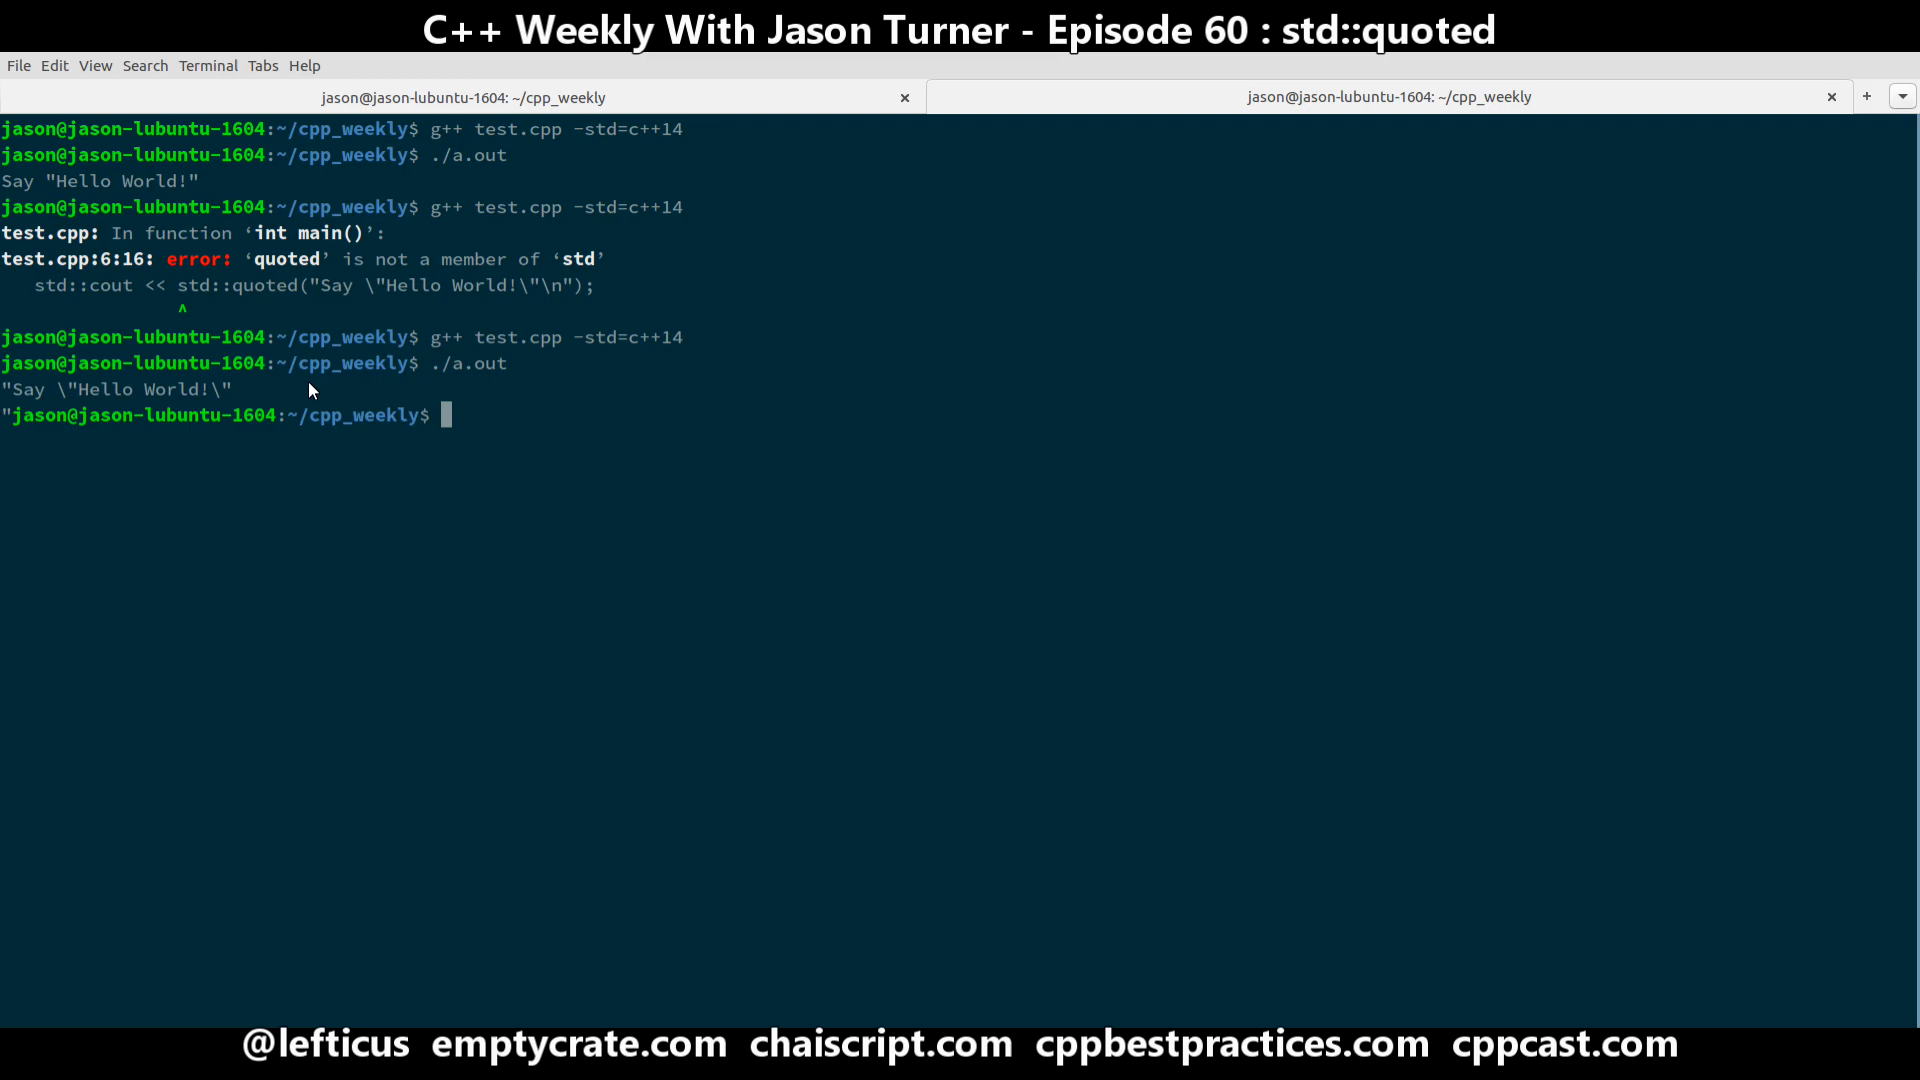 C++ Weekly With Jason Turner - Episode 60 : std::quoted
File Edit View Search Terminal Tabs Help
jason@jason-lubuntu-1604: ~/cpp_weekly × jason@jason-lubuntu-1604: ~/cpp_weekly × +
jason@jason-lubuntu-1604:~/cpp_weekly$ g++ test.cpp -std=c++14
jason@jason-lubuntu-1604:~/cpp_weekly$ ./a.out
Say "Hello World!"
jason@jason-lubuntu-1604:~/cpp_weekly$ g++ test.cpp -std=c++14
test.cpp: In function ‘int main()’:
test.cpp:6:16: error: ‘quoted’ is not a member of ‘std’
   std::cout << std::quoted("Say \"Hello World!\"\n");
                ^
jason@jason-lubuntu-1604:~/cpp_weekly$ g++ test.cpp -std=c++14
jason@jason-lubuntu-1604:~/cpp_weekly$ ./a.out
"Say \"Hello World!\"
"jason@jason-lubuntu-1604:~/cpp_weekly$
@lefticus emptycrate.com chaiscript.com cppbestpractices.com cppcast.com